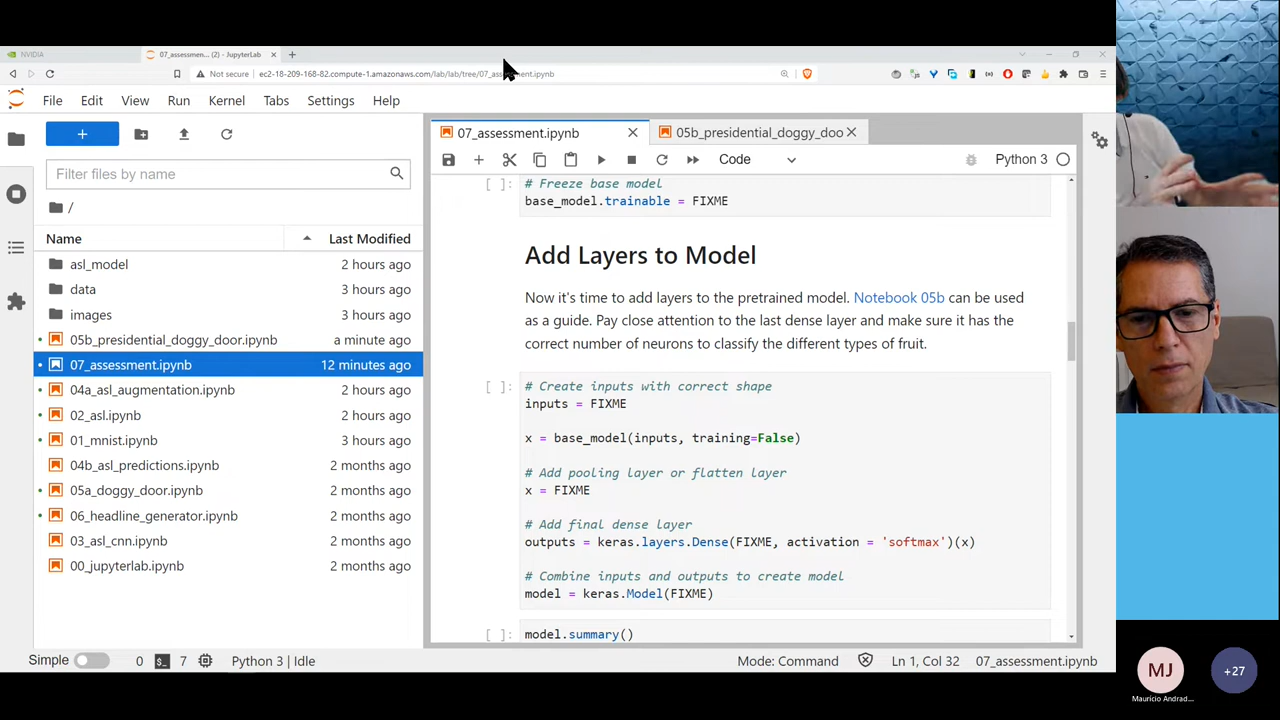 NVIDIA
07_assessmen... (2) - JupyterLab
Not secure ec2-18-209-168-82.compute-1.amazonaws.com/lab/lab/tree/07_assessment.ipynb
File Edit View Run Kernel Tabs Settings Help
Filter files by name
/
Name Last Modified
asl_model 2 hours ago
data 3 hours ago
images 3 hours ago
05b_presidential_doggy_door.ipynb a minute ago
07_assessment.ipynb 12 minutes ago
04a_asl_augmentation.ipynb 2 hours ago
02_asl.ipynb 2 hours ago
01_mnist.ipynb 3 hours ago
04b_asl_predictions.ipynb 2 months ago
05a_doggy_door.ipynb 2 months ago
06_headline_generator.ipynb 2 months ago
03_asl_cnn.ipynb 2 months ago
00_jupyterlab.ipynb 2 months ago
07_assessment.ipynb 05b_presidential_doggy_doo
Code Python 3
[ ]: # Freeze base model
base_model.trainable = FIXME
Add Layers to Model
Now it's time to add layers to the pretrained model. Notebook 05b can be used
as a guide. Pay close attention to the last dense layer and make sure it has the
correct number of neurons to classify the different types of fruit.
[ ]: # Create inputs with correct shape
inputs = FIXME
x = base_model(inputs, training=False)
# Add pooling layer or flatten layer
x = FIXME
# Add final dense layer
outputs = keras.layers.Dense(FIXME, activation = 'softmax')(x)
# Combine inputs and outputs to create model
model = keras.Model(FIXME)
[ ]: model.summary()
Simple 0 7 Python 3 | Idle Mode: Command Ln 1, Col 32 07_assessment.ipynb
MJ +27
Maurício Andrad...